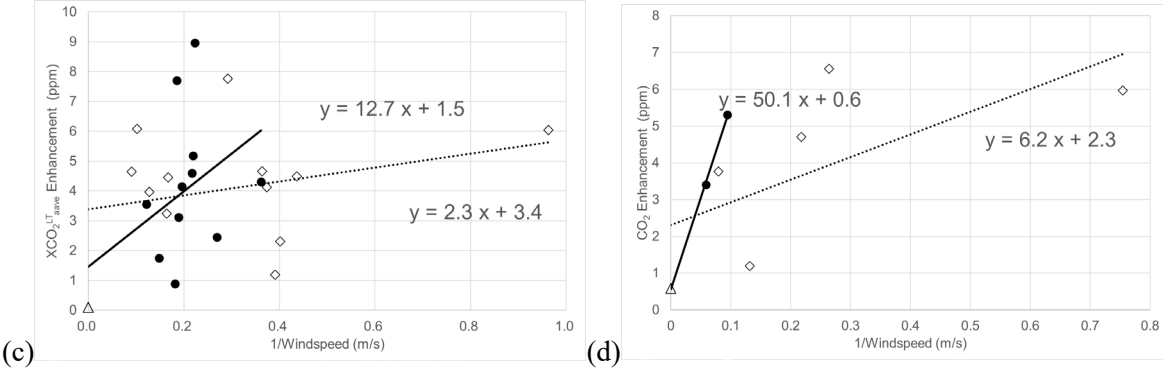 10
9
8
7
6
5
4
3
2
1
0
XCO₂ᴸᵀₐₐᵥₑ Enhancement (ppm)
y = 12.7 x + 1.5
y = 2.3 x + 3.4
0.0 0.2 0.4 0.6 0.8 1.0
1/Windspeed (m/s)
(c)
8
7
6
5
4
3
2
1
0
CO₂ Enhancement (ppm)
y = 50.1 x + 0.6
y = 6.2 x + 2.3
0 0.1 0.2 0.3 0.4 0.5 0.6 0.7 0.8
1/Windspeed (m/s)
(d)